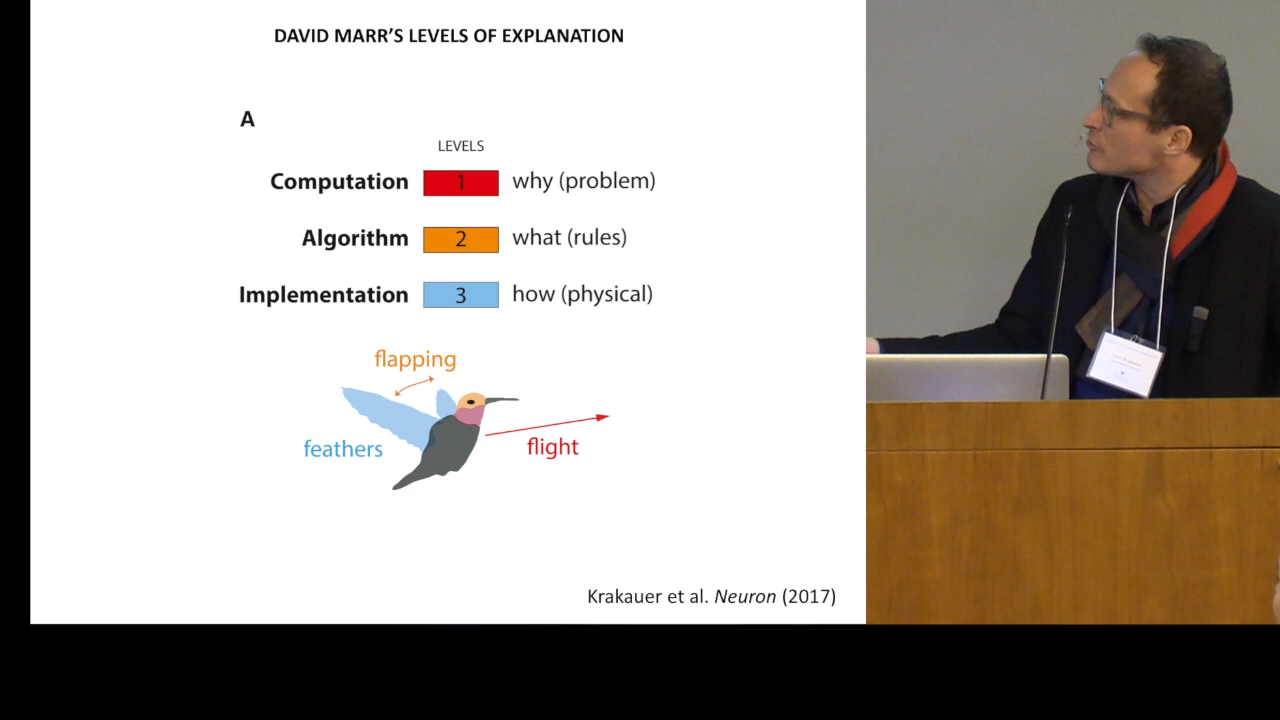 DAVID MARR'S LEVELS OF EXPLANATION
A
LEVELS
Computation 1 why (problem)
Algorithm 2 what (rules)
Implementation 3 how (physical)
flapping
feathers
flight
Krakauer et al. Neuron (2017)